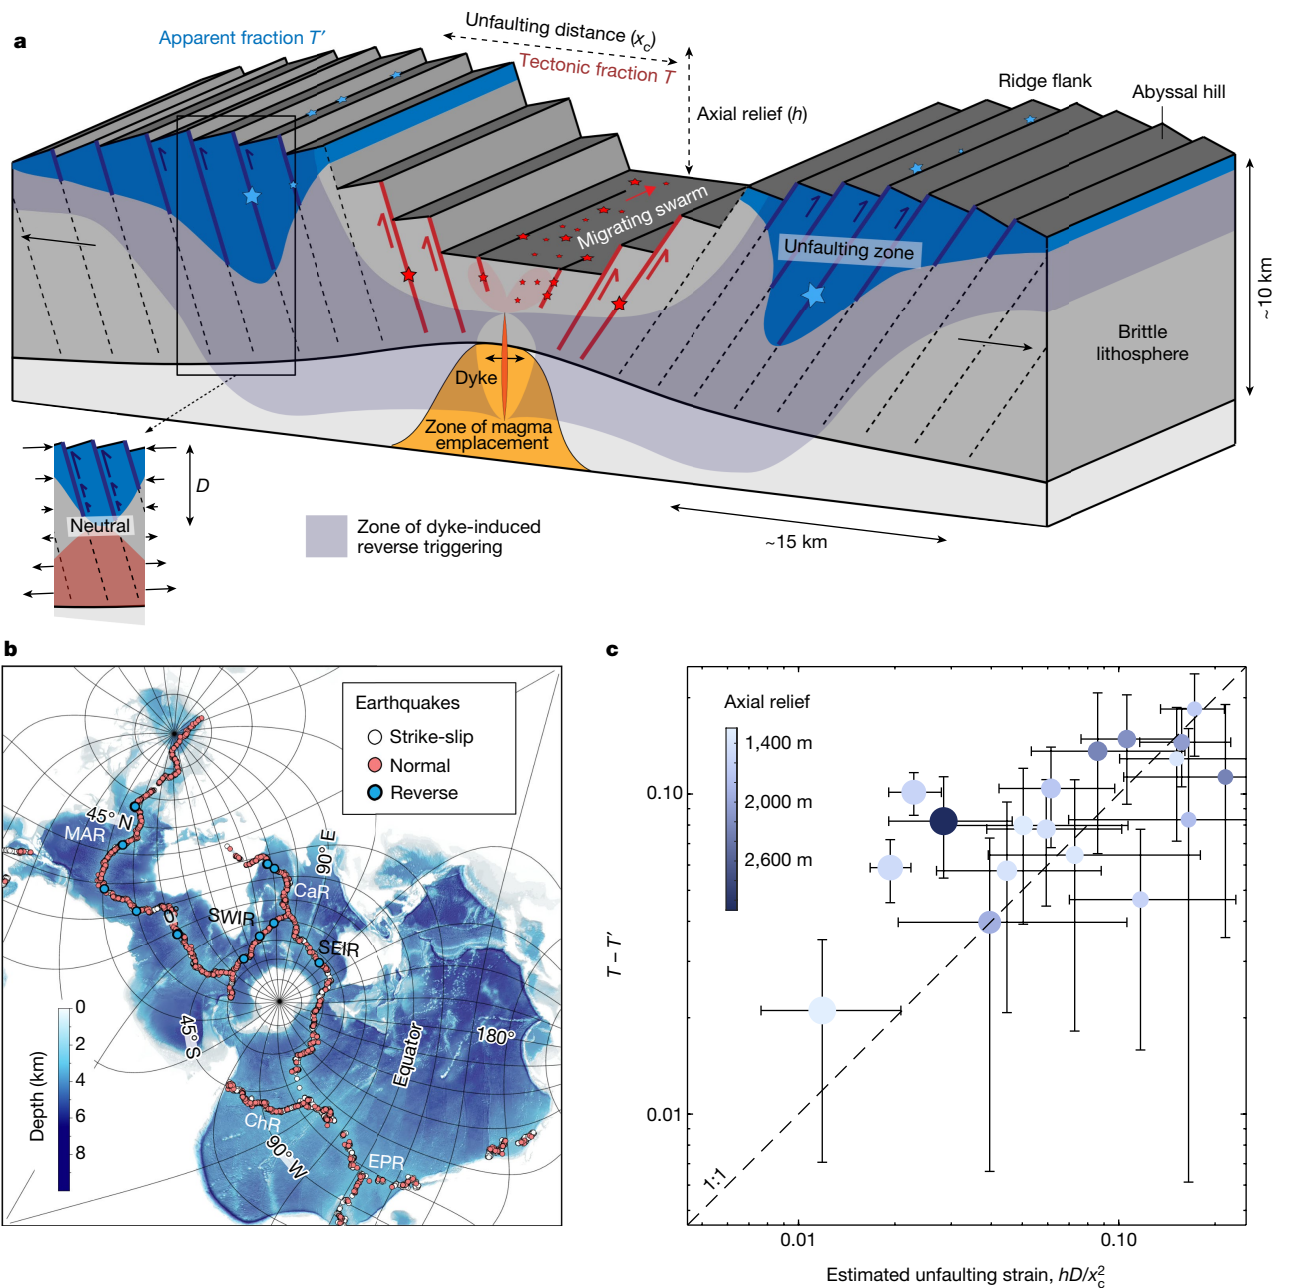 a
Apparent fraction T′
Unfaulting distance (xc)
Tectonic fraction T
Axial relief (h)
Ridge flank
Abyssal hill
Migrating swarm
Unfaulting zone
~10 km
Brittle
lithosphere
Dyke
Zone of magma
emplacement
D
Neutral
Zone of dyke-induced
reverse triggering
~15 km
b
Earthquakes
Strike-slip
Normal
Reverse
45° N
MAR
90° E
CaR
SWIR
0°
SEIR
45° S
Equator
180°
ChR
90° W
EPR
Depth (km)
0
2
4
6
8
c
Axial relief
1,400 m
2,000 m
2,600 m
0.10
T – T′
0.01
1:1
0.01
0.10
Estimated unfaulting strain, hD/xc²